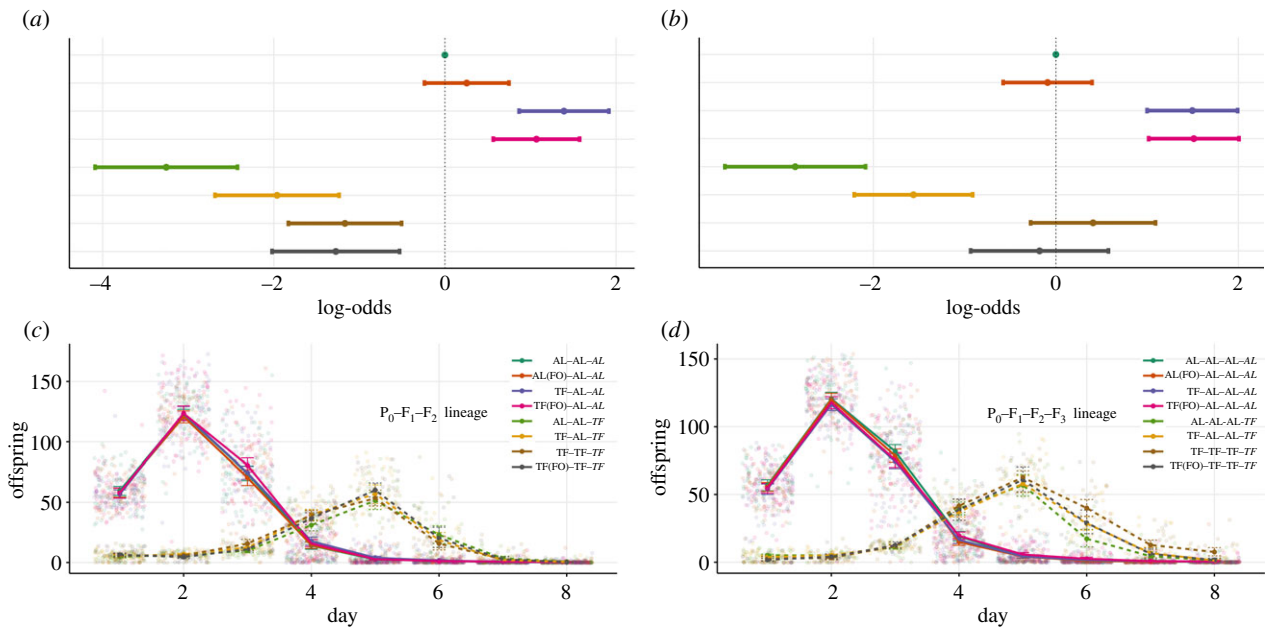 (a)
–4 –2 0 2
log-odds
(b)
–2 0 2
log-odds
(c)
offspring
150
100
50
0
2 4 6 8
day
P0–F1–F2 lineage
AL–AL–AL
AL(FO)–AL–AL
TF–AL–AL
TF(FO)–AL–AL
AL–AL–TF
TF–AL–TF
TF–TF–TF
TF(FO)–TF–TF
(d)
offspring
150
100
50
0
2 4 6 8
day
P0–F1–F2–F3 lineage
AL–AL–AL–AL
AL(FO)–AL–AL–AL
TF–AL–AL–AL
TF(FO)–AL–AL–AL
AL–AL–AL-TF
TF–AL–AL–TF
TF–TF–TF–TF
TF(FO)–TF–TF–TF